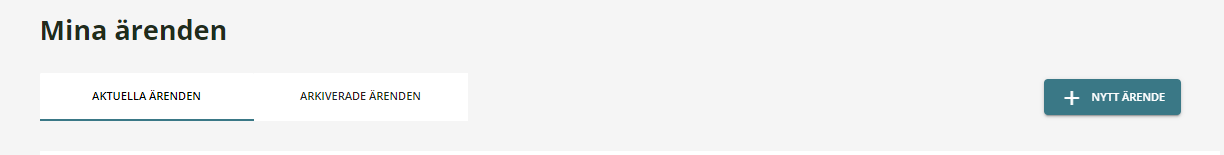 Mina ärenden
AKTUELLA ÄRENDEN
ARKIVERADE ÄRENDEN
NYTT ÄRENDE